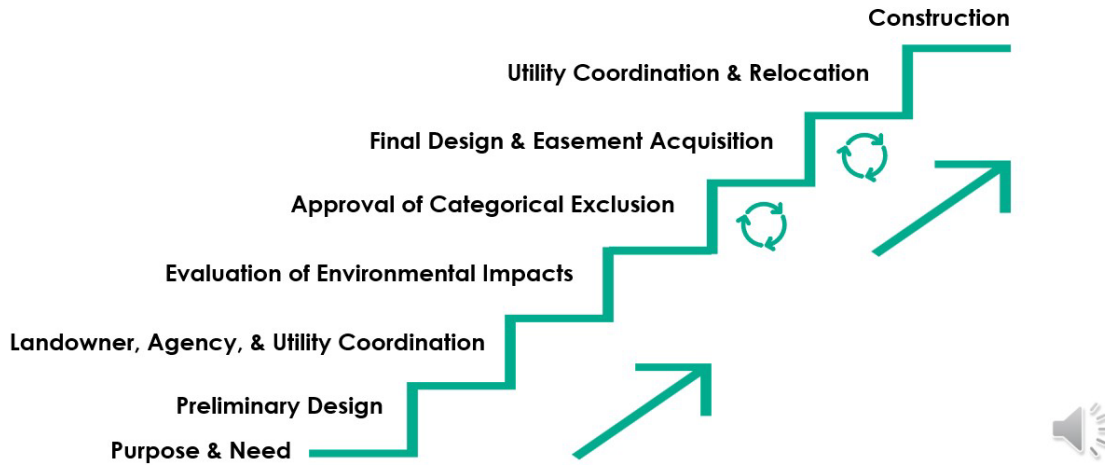 Construction
Utility Coordination & Relocation
Final Design & Easement Acquisition
Approval of Categorical Exclusion
Evaluation of Environmental Impacts
Landowner, Agency, & Utility Coordination
Preliminary Design
Purpose & Need